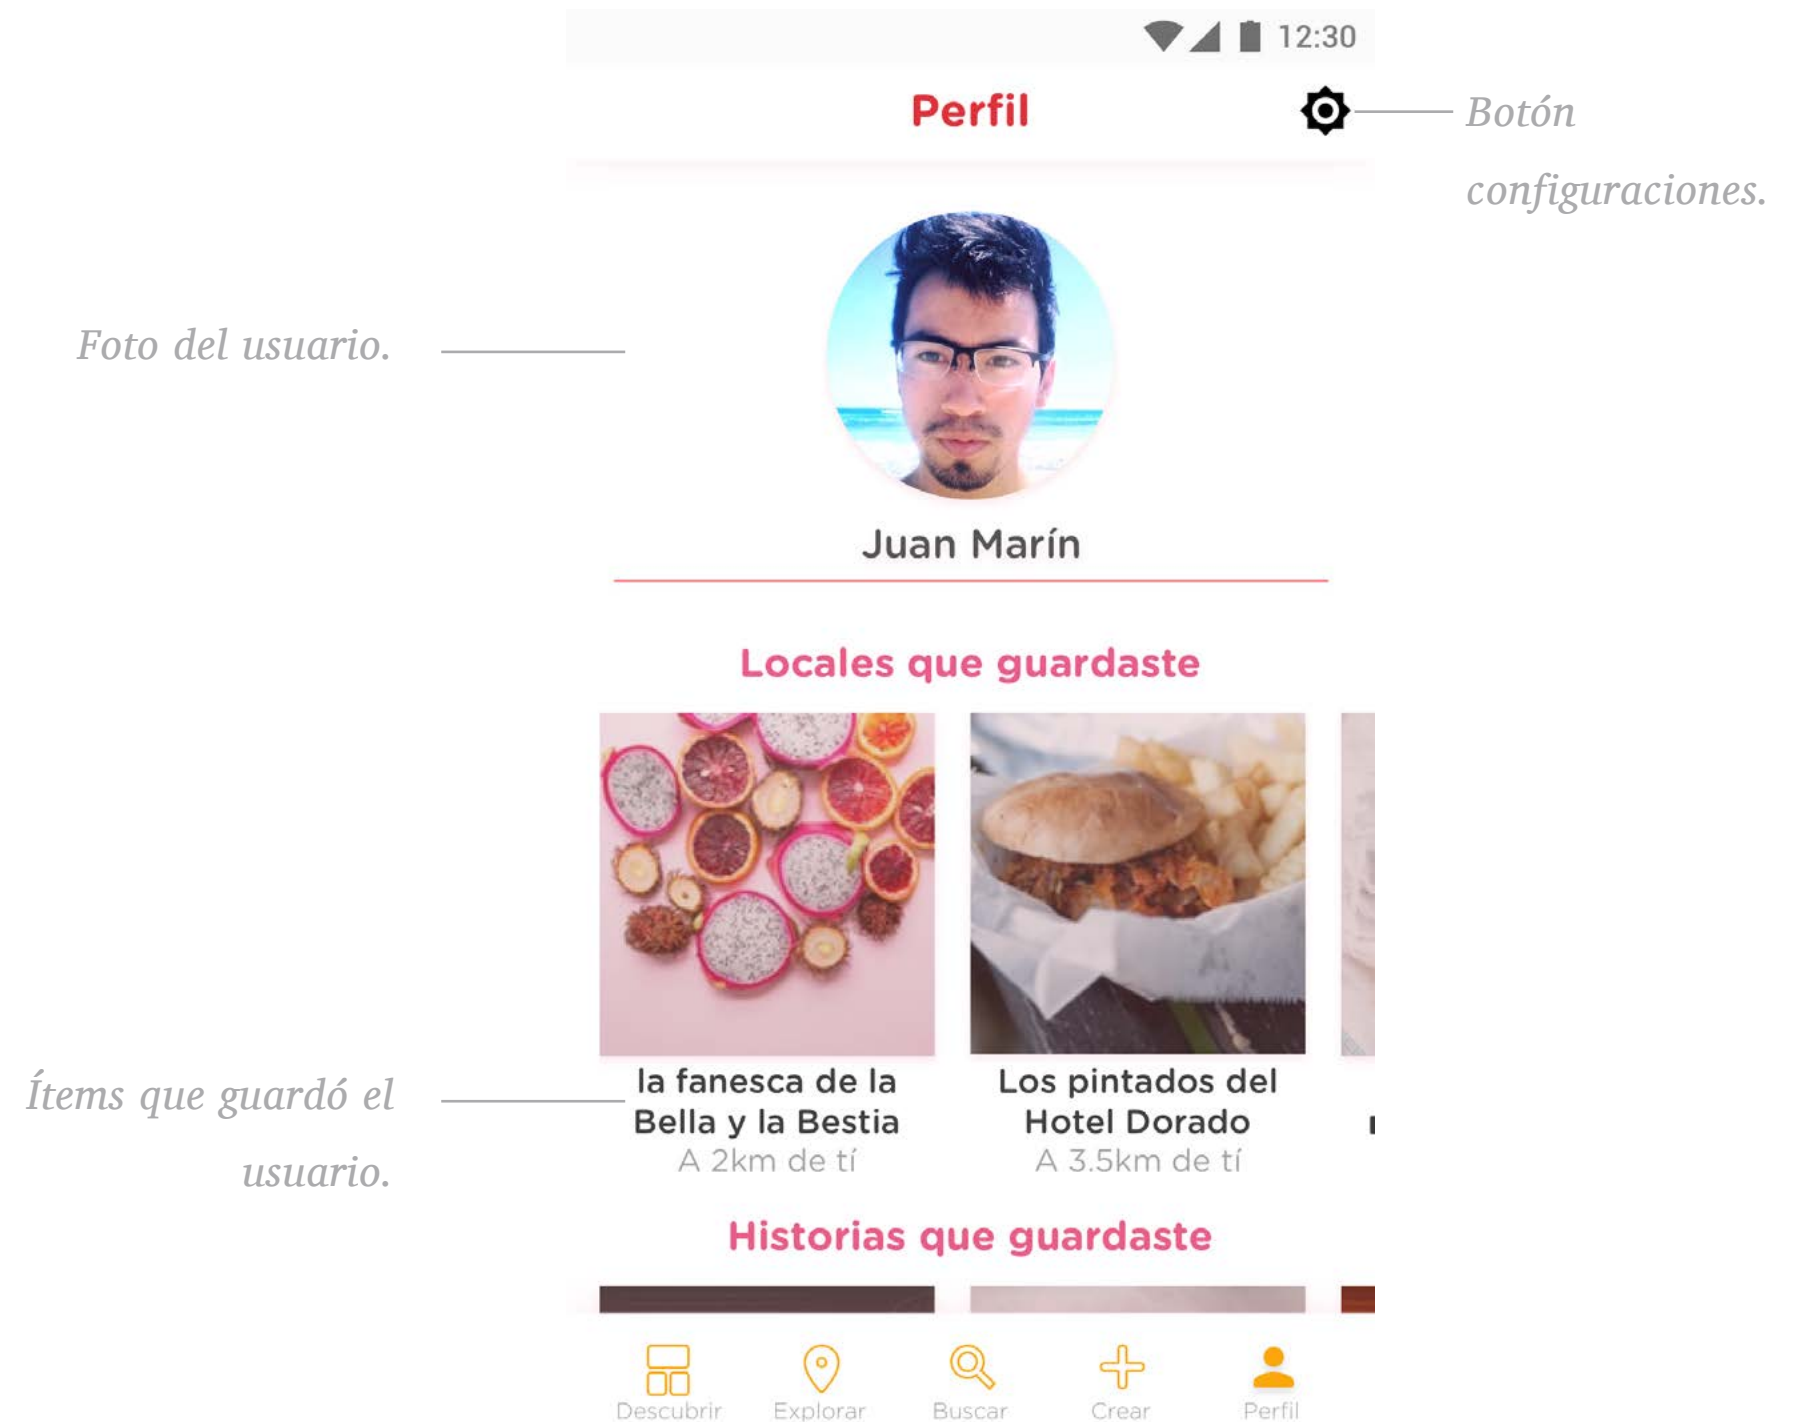 12:30
Perfil
Botón
configuraciones.
Foto del usuario.
Juan Marín
Locales que guardaste
la fanesca de la
Bella y la Bestia
A 2km de tí
Los pintados del
Hotel Dorado
A 3.5km de tí
Ítems que guardó el
usuario.
Historias que guardaste
Descubrir
Explorar
Buscar
Crear
Perfil